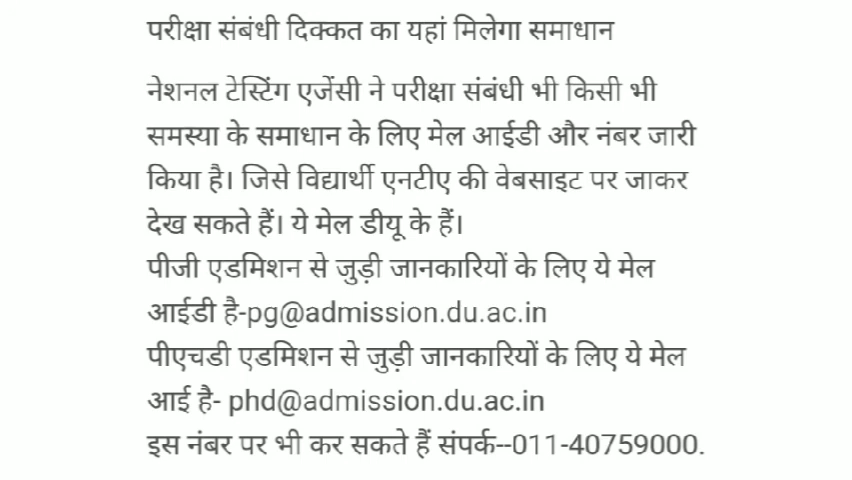 परीक्षा संबंधी दिक्कत का यहां मिलेगा समाधान
नेशनल टेस्टिंग एजेंसी ने परीक्षा संबंधी भी किसी भी
समस्या के समाधान के लिए मेल आईडी और नंबर जारी
किया है। जिसे विद्यार्थी एनटीए की वेबसाइट पर जाकर
देख सकते हैं। ये मेल डीयू के हैं।
पीजी एडमिशन से जुड़ी जानकारियों के लिए ये मेल
आईडी है-pg@admission.du.ac.in
पीएचडी एडमिशन से जुड़ी जानकारियों के लिए ये मेल
आई है- phd@admission.du.ac.in
इस नंबर पर भी कर सकते हैं संपर्क--011-40759000.